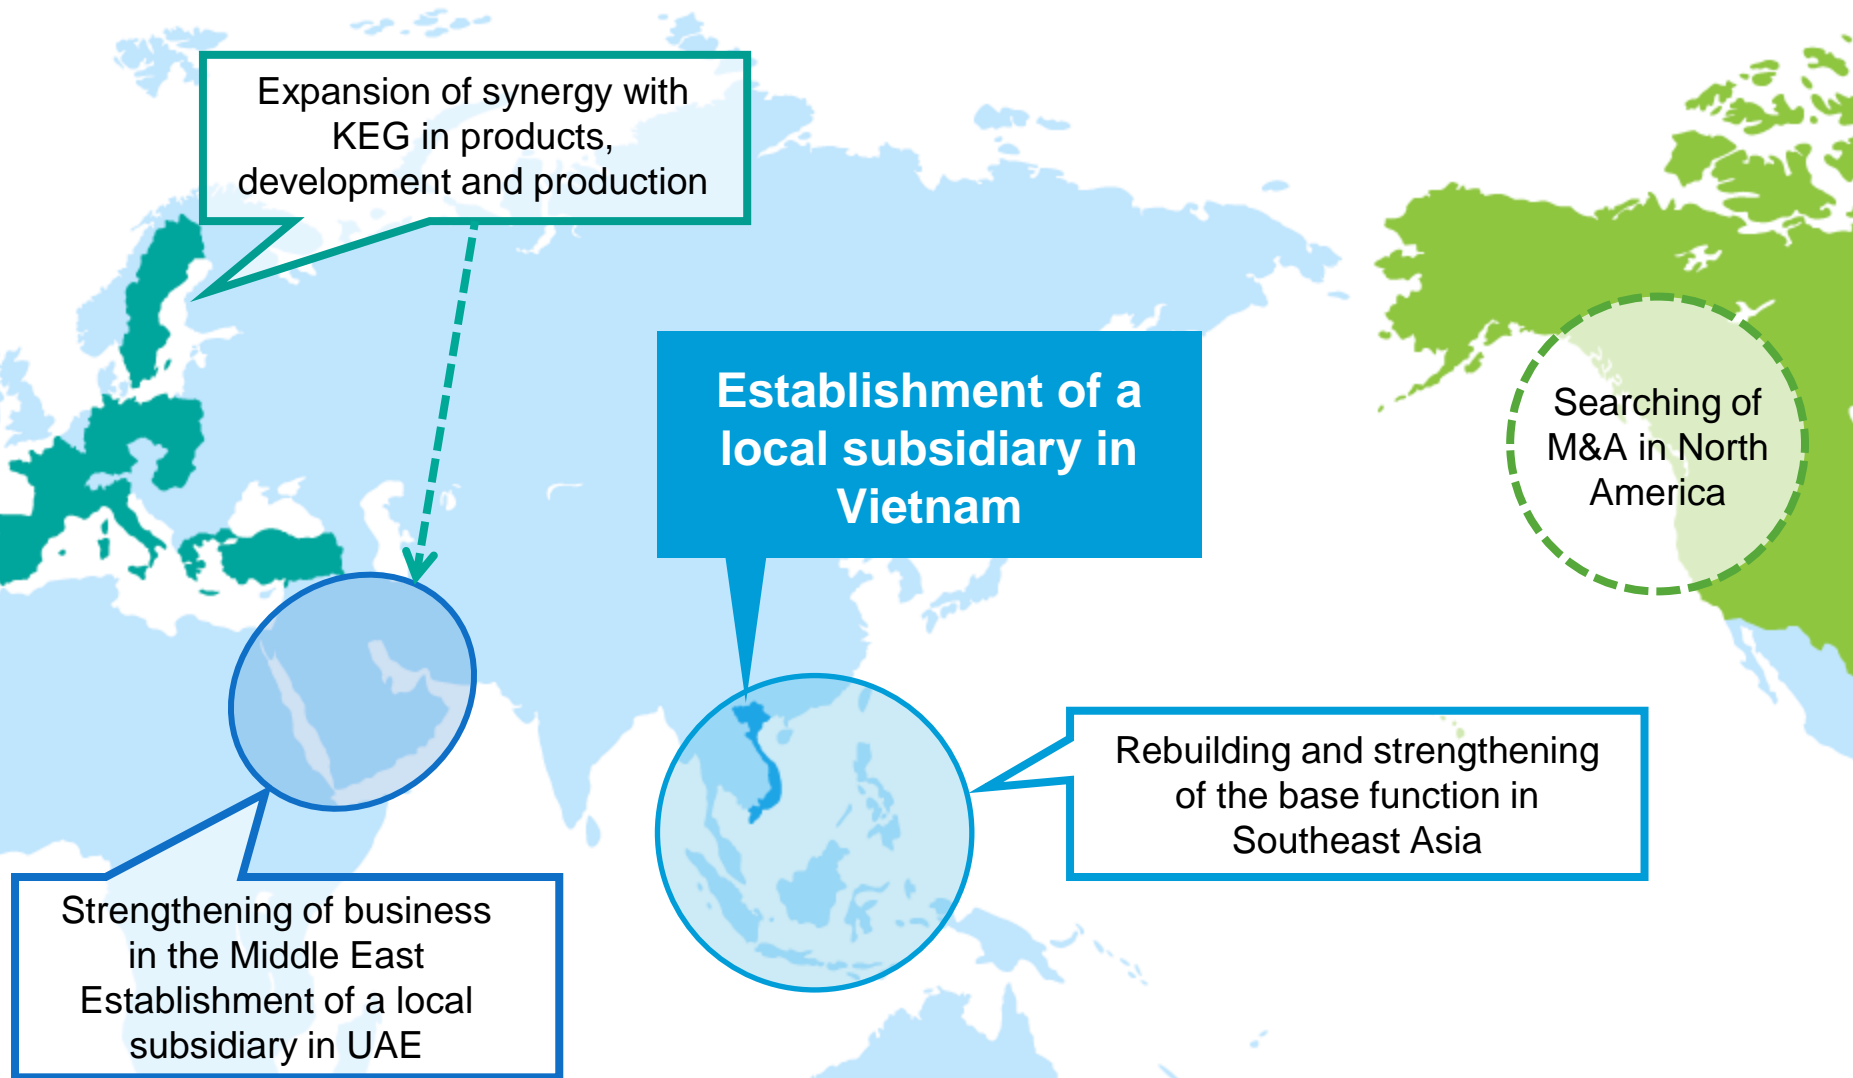 Expansion of synergy with
KEG in products,
development and production
Establishment of a
local subsidiary in
Vietnam
Searching of
M&A in North
America
Rebuilding and strengthening
of the base function in
Southeast Asia
Strengthening of business
in the Middle East
Establishment of a local
subsidiary in UAE